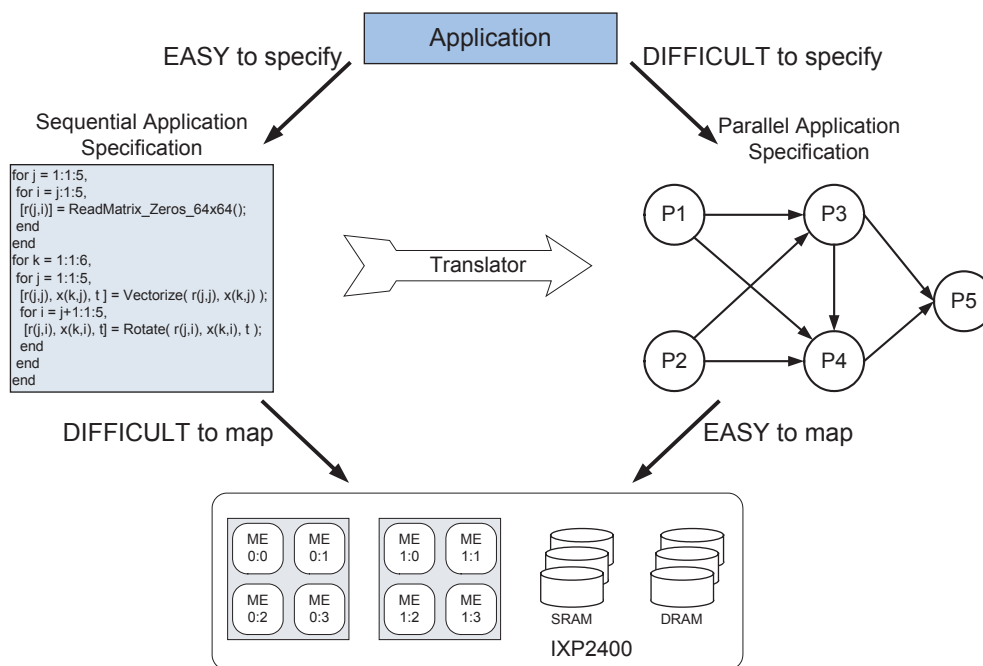 Application
EASY to specify
DIFFICULT to specify
Sequential Application
Specification
for j = 1:1:5,
for i = j:1:5,
[r(j,i)] = ReadMatrix_Zeros_64x64();
end
end
for k = 1:1:6,
for j = 1:1:5,
[r(j,j), x(k,j), t ] = Vectorize( r(j,j), x(k,j) );
for i = j+1:1:5,
[r(j,i), x(k,i), t] = Rotate( r(j,i), x(k,i), t );
end
end
end
Translator
Parallel Application
Specification
P1
P3
P5
P2
P4
DIFFICULT to map
EASY to map
ME
0:0
ME
0:1
ME
1:0
ME
1:1
ME
0:2
ME
0:3
ME
1:2
ME
1:3
SRAM
DRAM
IXP2400